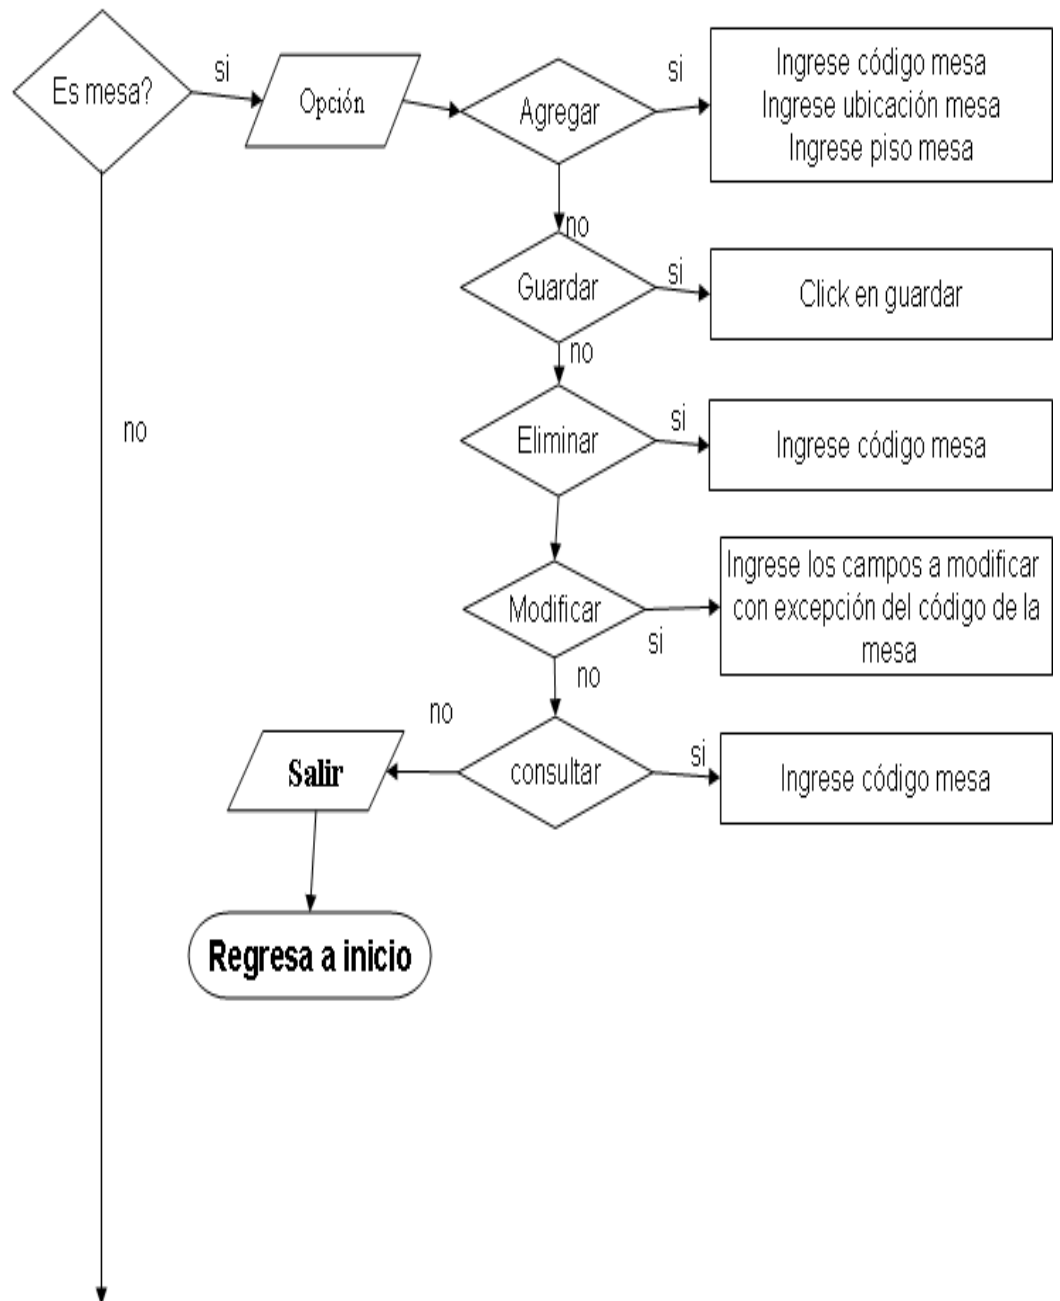 Es mesa?
si
Opción
Agregar
si
Ingrese código mesa
Ingrese ubicación mesa
Ingrese piso mesa
no
Guardar
si
Click en guardar
no
Eliminar
si
Ingrese código mesa
no
Modificar
si
Ingrese los campos a modificar
con excepción del código de la
mesa
no
no
consultar
si
Ingrese código mesa
Salir
Regresa a inicio